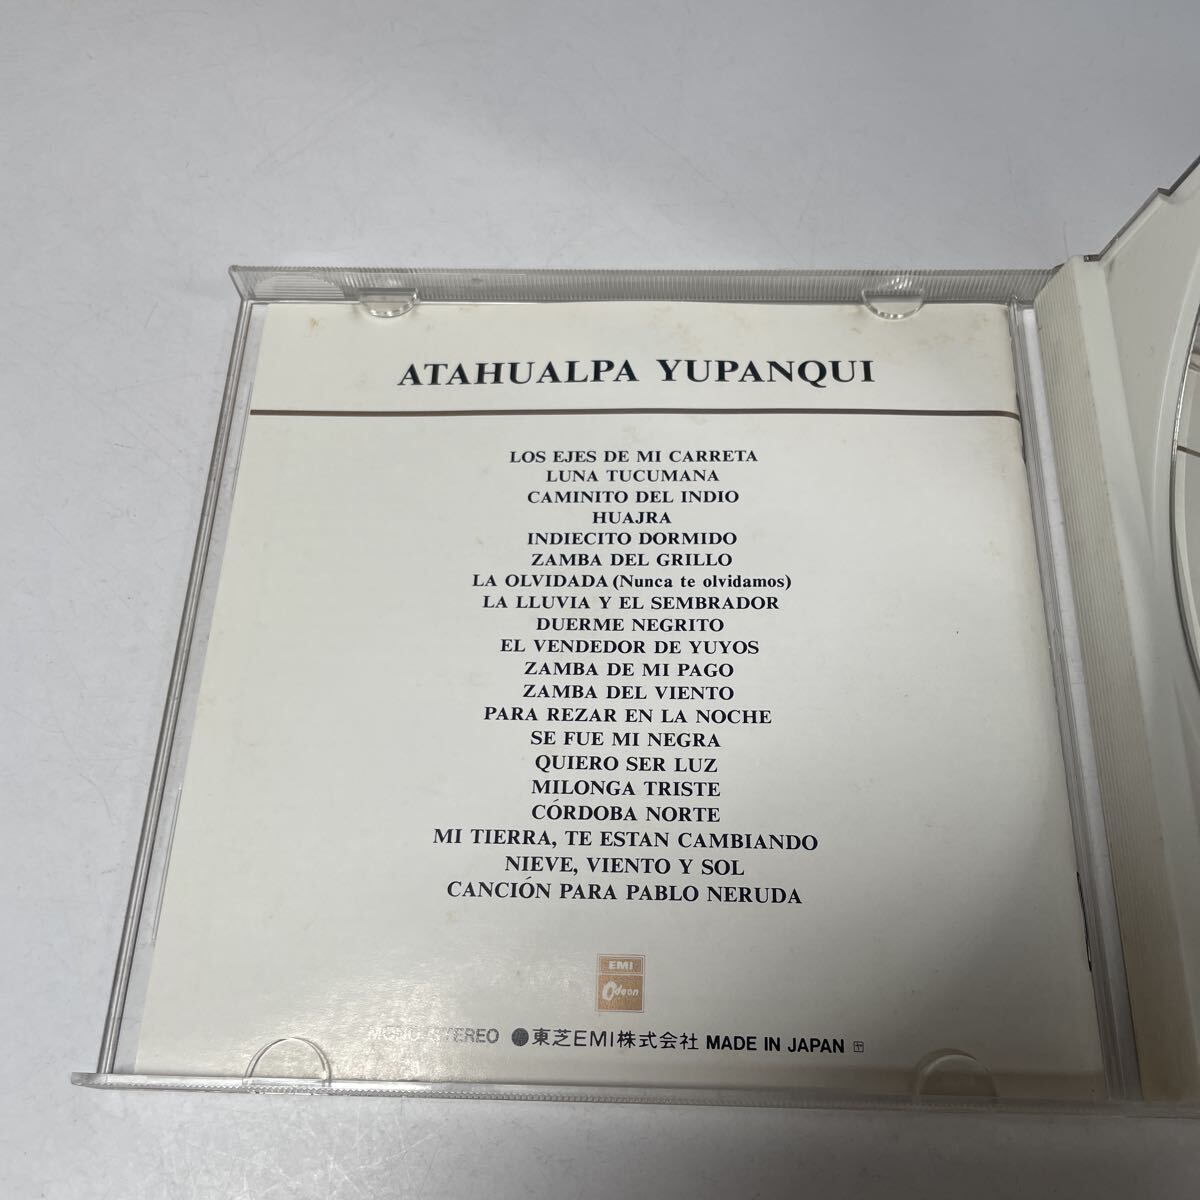 ATAHUALPA YUPANQUI
LOS EJES DE MI CARRETA
LUNA TUCUMANA
CAMINITO DEL INDIO
HUAJRA
INDIECITO DORMIDO
ZAMBA DEL GRILLO
LA OLVIDADA (Nunca te olvidamos)
LA LLUVIA Y EL SEMBRADOR
DUERME NEGRITO
EL VENDEDOR DE YUYOS
ZAMBA DE MI PAGO
ZAMBA DEL VIENTO
PARA REZAR EN LA NOCHE
SE FUE MI NEGRA
QUIERO SER LUZ
MILONGA TRISTE
CÓRDOBA NORTE
MI TIERRA, TE ESTAN CAMBIANDO
NIEVE, VIENTO Y SOL
CANCIÓN PARA PABLO NERUDA
EMI
Odeon
MONO/STEREO 東芝EMI株式会社 MADE IN JAPAN